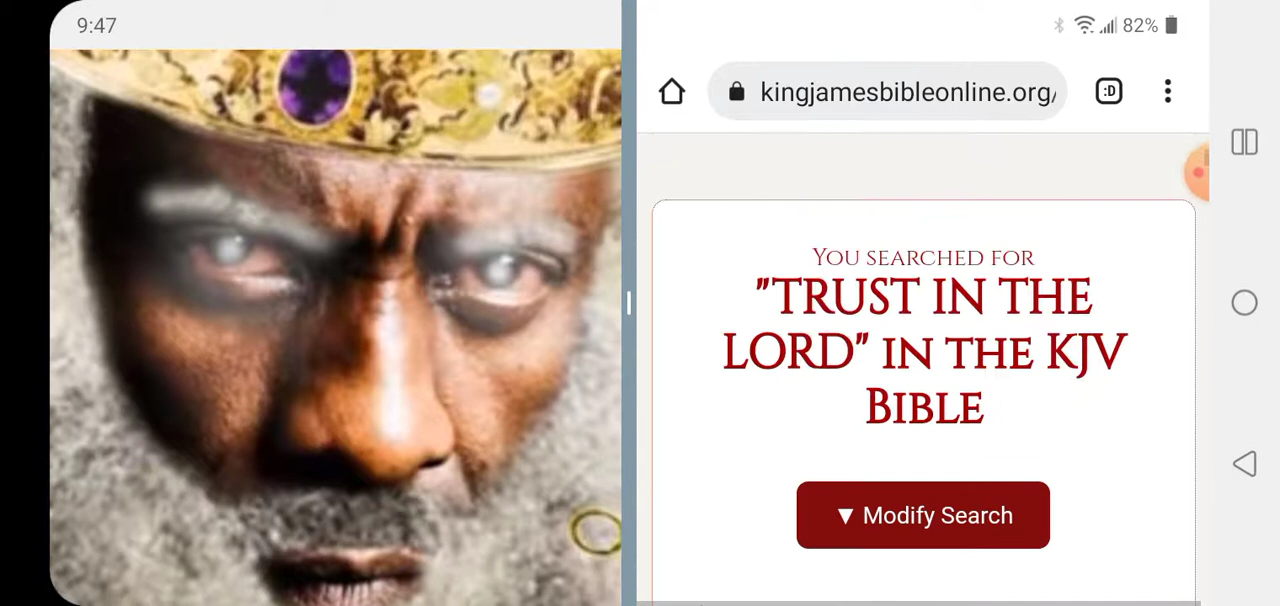 9:47
82%
kingjamesbibleonline.org/
:D
You searched for
"TRUST IN THE
LORD" IN THE KJV
BIBLE
▼ Modify Search